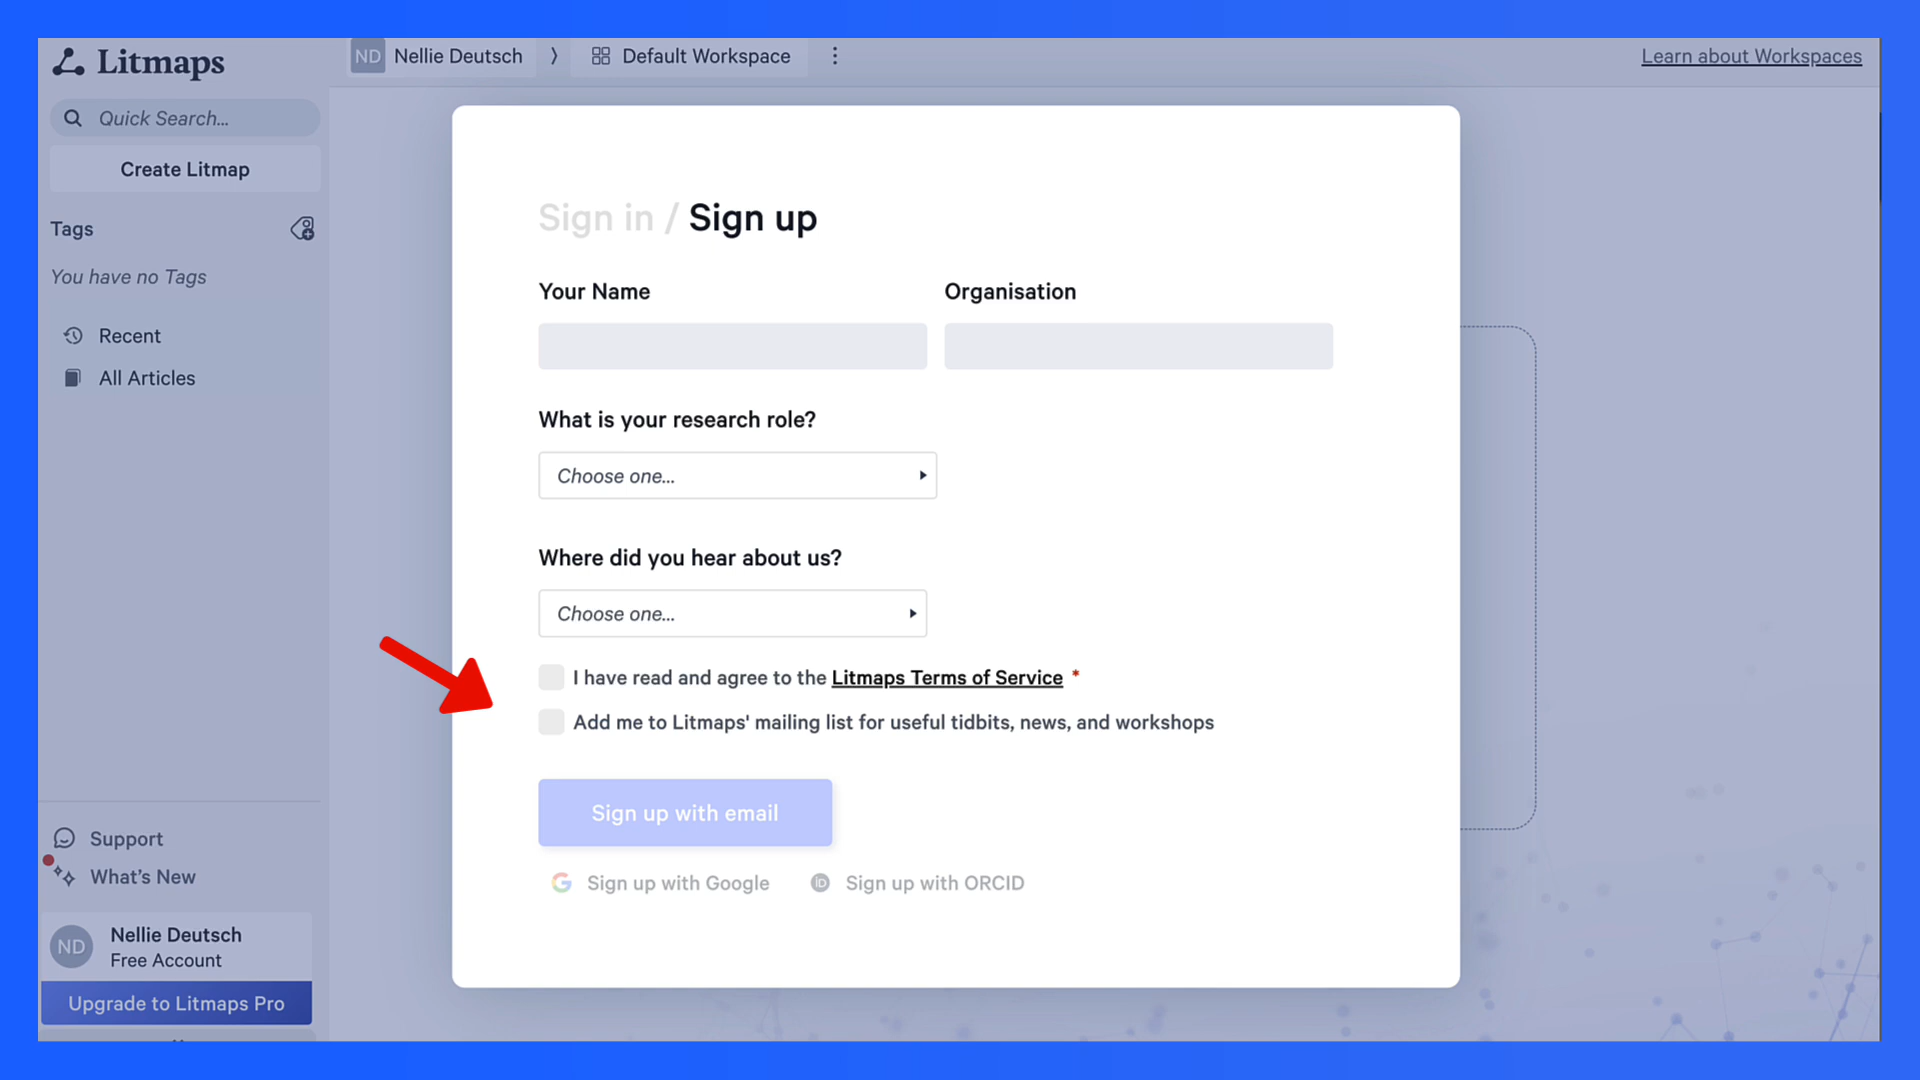 Litmaps
ND Nellie Deutsch
Default Workspace
Learn about Workspaces
Quick Search...
Create Litmap
Tags
You have no Tags
Recent
All Articles
Sign in / Sign up
Your Name
Organisation
What is your research role?
Choose one...
Where did you hear about us?
Choose one...
I have read and agree to the Litmaps Terms of Service *
Add me to Litmaps' mailing list for useful tidbits, news, and workshops
Sign up with email
Sign up with Google
iD Sign up with ORCID
Support
What's New
ND Nellie Deutsch
Free Account
Upgrade to Litmaps Pro